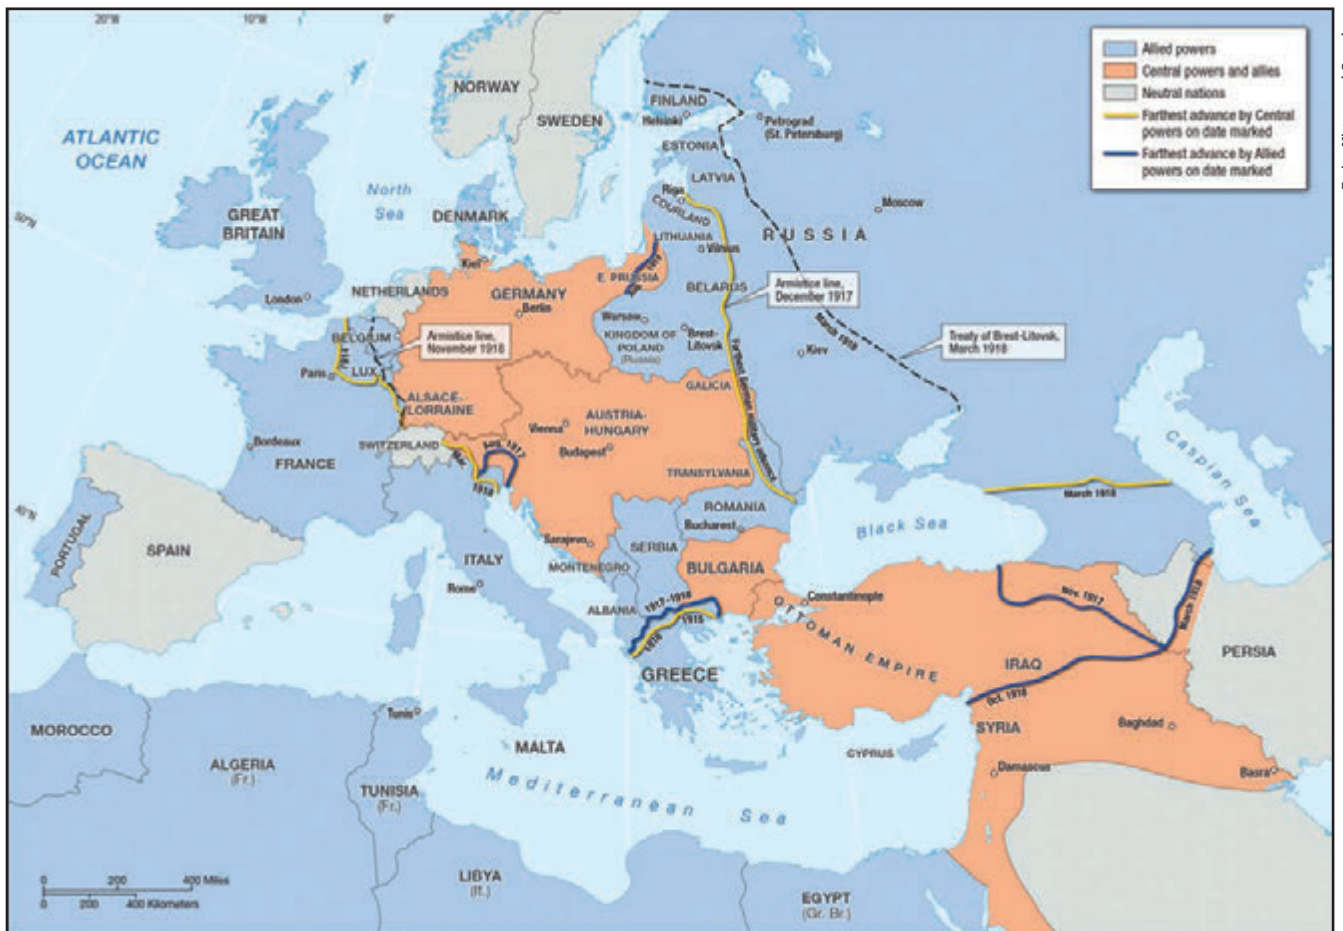 20°W
10°W
0°
Allied powers
Central powers and allies
Neutral nations
Farthest advance by Central
powers on date marked
Farthest advance by Allied
powers on date marked
NORWAY
SWEDEN
FINLAND
Helsinki
Petrograd
(St. Petersburg)
ESTONIA
ATLANTIC
OCEAN
North
Sea
LATVIA
Riga
COURLAND
Moscow
50°N
GREAT
BRITAIN
DENMARK
LITHUANIA
Vilnius
RUSSIA
Kiel
E. PRUSSIA
BELARUS
Armistice line,
December 1917
London
NETHERLANDS
GERMANY
Berlin
Warsaw
KINGDOM OF
POLAND
(Russia)
Brest-
Litovsk
March 1918
Treaty of Brest-Litovsk,
March 1918
BELGIUM
Armistice line,
November 1918
1914
Paris
LUX.
Kiev
ALSACE-
LORRAINE
GALICIA
Farthest German military advance
Vienna
AUSTRIA-
HUNGARY
Budapest
Bordeaux
FRANCE
SWITZERLAND
Aug. 1917
Mar.
1918
TRANSYLVANIA
Caspian Sea
March 1918
40°N
PORTUGAL
SPAIN
ITALY
Rome
Sarajevo
SERBIA
ROMANIA
Bucharest
Black Sea
MONTENEGRO
BULGARIA
ALBANIA
1917–1918
1916
1915
Constantinople
OTTOMAN EMPIRE
Nov. 1917
March 1918
GREECE
IRAQ
PERSIA
Oct. 1918
MOROCCO
Tunis
MALTA
CYPRUS
SYRIA
Baghdad
ALGERIA
(Fr.)
TUNISIA
(Fr.)
Mediterranean Sea
Damascus
Basra
0 200 400 Miles
0 200 400 Kilometers
LIBYA
(It.)
EGYPT
(Gr. Br.)